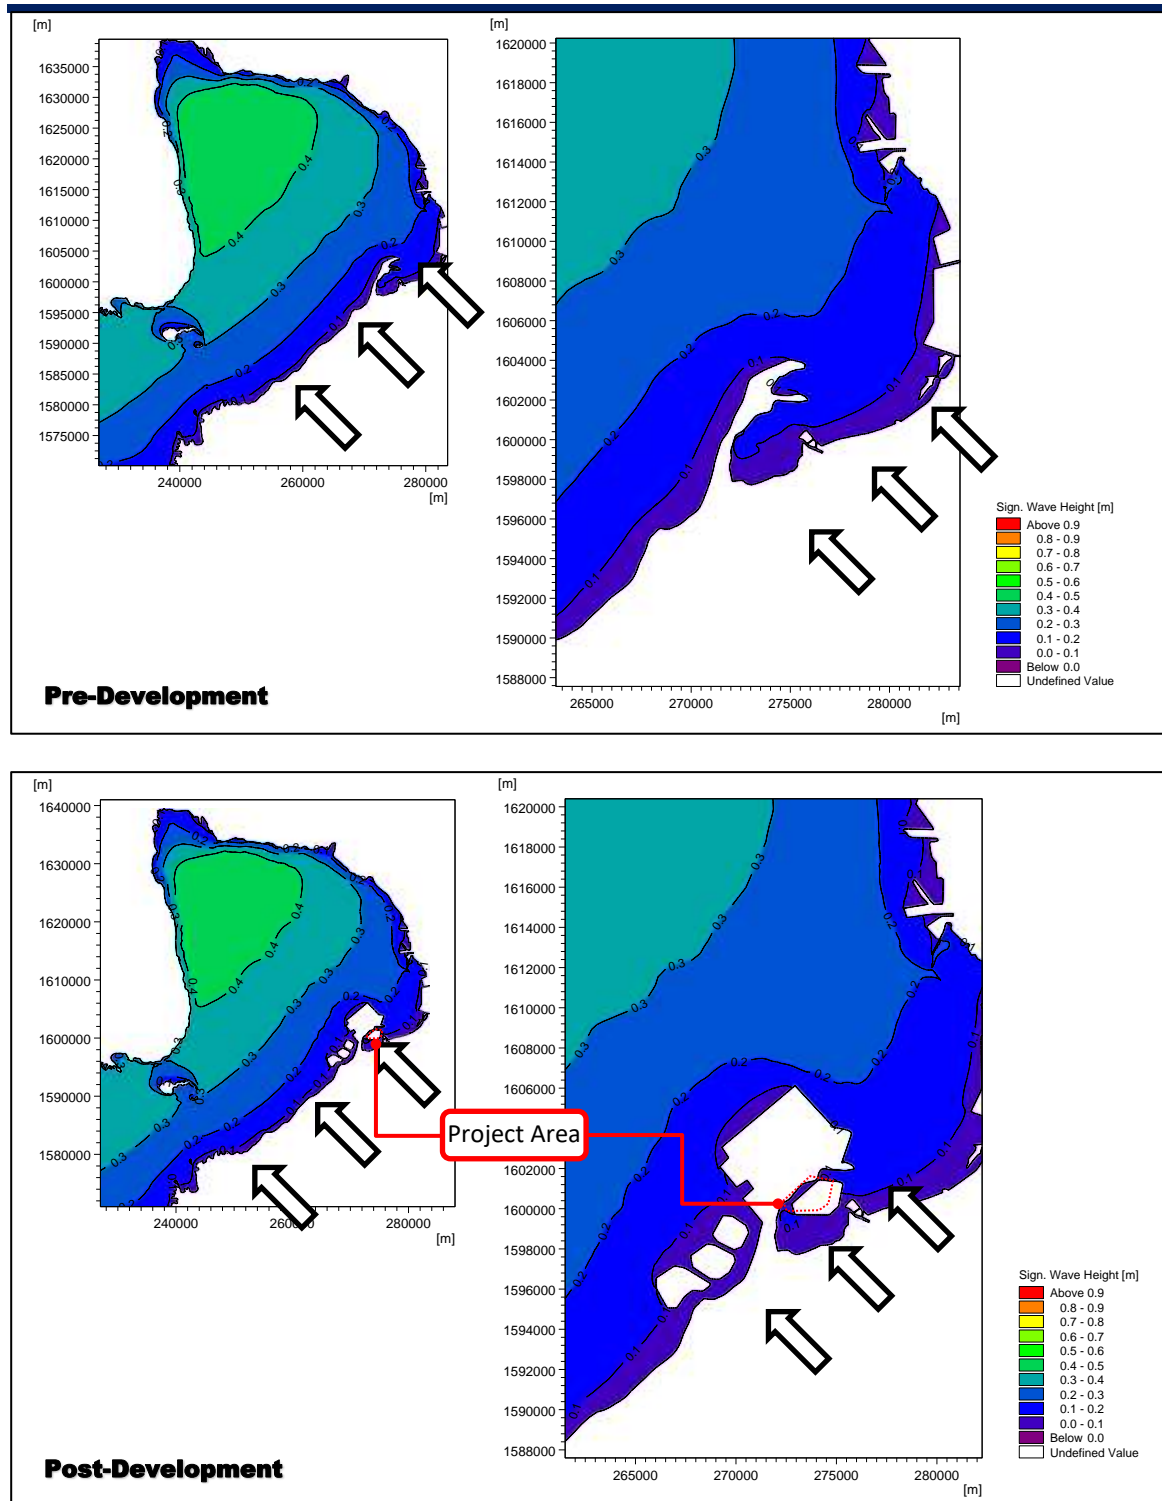 [m]
1635000
1630000
1625000
1620000
1615000
1610000
1605000
1600000
1595000
1590000
1585000
1580000
1575000
240000 260000 280000
[m]
[m]
1620000
1618000
1616000
1614000
1612000
1610000
1608000
1606000
1604000
1602000
1600000
1598000
1596000
1594000
1592000
1590000
1588000
265000 270000 275000 280000
[m]
Sign. Wave Height [m]
Above 0.9
0.8 - 0.9
0.7 - 0.8
0.6 - 0.7
0.5 - 0.6
0.4 - 0.5
0.3 - 0.4
0.2 - 0.3
0.1 - 0.2
0.0 - 0.1
Below 0.0
Undefined Value
Pre-Development
[m]
1640000
1630000
1620000
1610000
1600000
1590000
1580000
240000 280000
[m]
Project Area
[m]
1620000
1618000
1616000
1614000
1612000
1610000
1608000
1606000
1602000
1600000
1598000
1596000
1594000
1592000
1590000
1588000
265000 270000 275000 280000
[m]
Sign. Wave Height [m]
Above 0.9
0.8 - 0.9
0.7 - 0.8
0.6 - 0.7
0.5 - 0.6
0.4 - 0.5
0.3 - 0.4
0.2 - 0.3
0.1 - 0.2
0.0 - 0.1
Below 0.0
Undefined Value
Post-Development